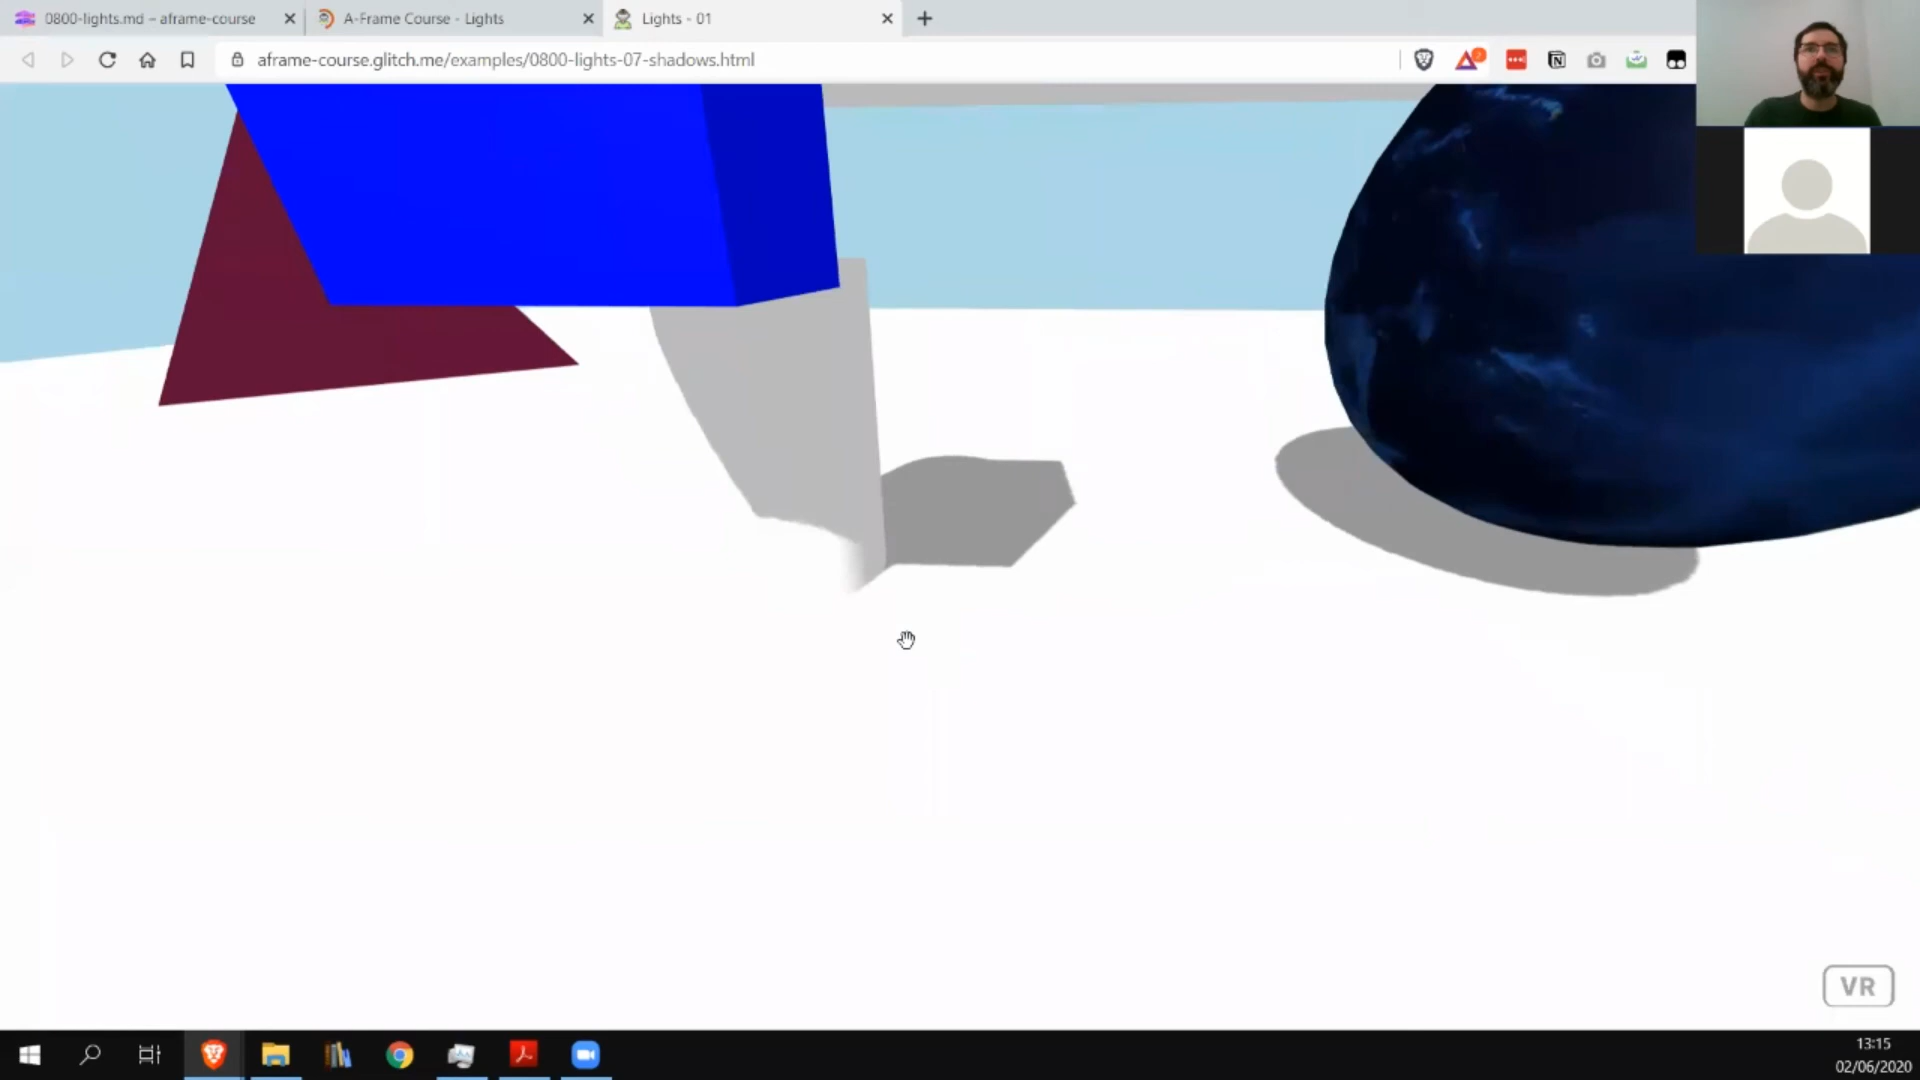 0800-lights.md – aframe-course
A-Frame Course - Lights
Lights - 01
aframe-course.glitch.me/examples/0800-lights-07-shadows.html
VR
13:15
02/06/2020